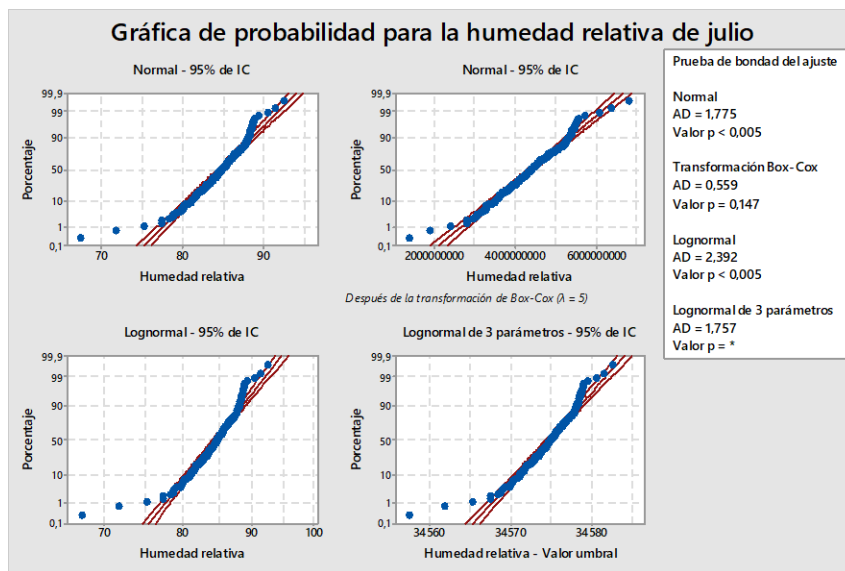 Gráfica de probabilidad para la humedad relativa de julio
Normal - 95% de IC
Porcentaje
99,9
99
90
50
10
1
0,1
70
80
90
Humedad relativa
Normal - 95% de IC
Porcentaje
99,9
99
90
50
10
1
0,1
2000000000
4000000000
6000000000
Humedad relativa
Después de la transformación de Box-Cox (λ = 5)
Lognormal - 95% de IC
Porcentaje
99,9
99
90
50
10
1
0,1
70
80
90
100
Humedad relativa
Lognormal de 3 parámetros - 95% de IC
Porcentaje
99,9
99
90
50
10
1
0,1
34560
34570
34580
Humedad relativa - Valor umbral
Prueba de bondad del ajuste
Normal
AD = 1,775
Valor p < 0,005
Transformación Box-Cox
AD = 0,559
Valor p = 0,147
Lognormal
AD = 2,392
Valor p < 0,005
Lognormal de 3 parámetros
AD = 1,757
Valor p = *